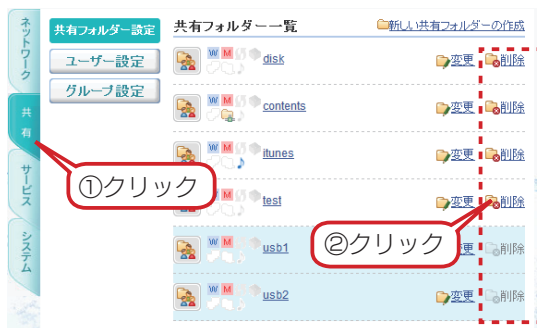 ネットワーク
共有
サービス
システム
共有フォルダー設定
ユーザー設定
グループ設定
共有フォルダー一覧
新しい共有フォルダーの作成
W M disk 変更 削除
W M contents 変更 削除
W M itunes 変更 削除
W M test 変更 削除
W M usb1 変更 削除
W M usb2 変更 削除
①クリック
②クリック